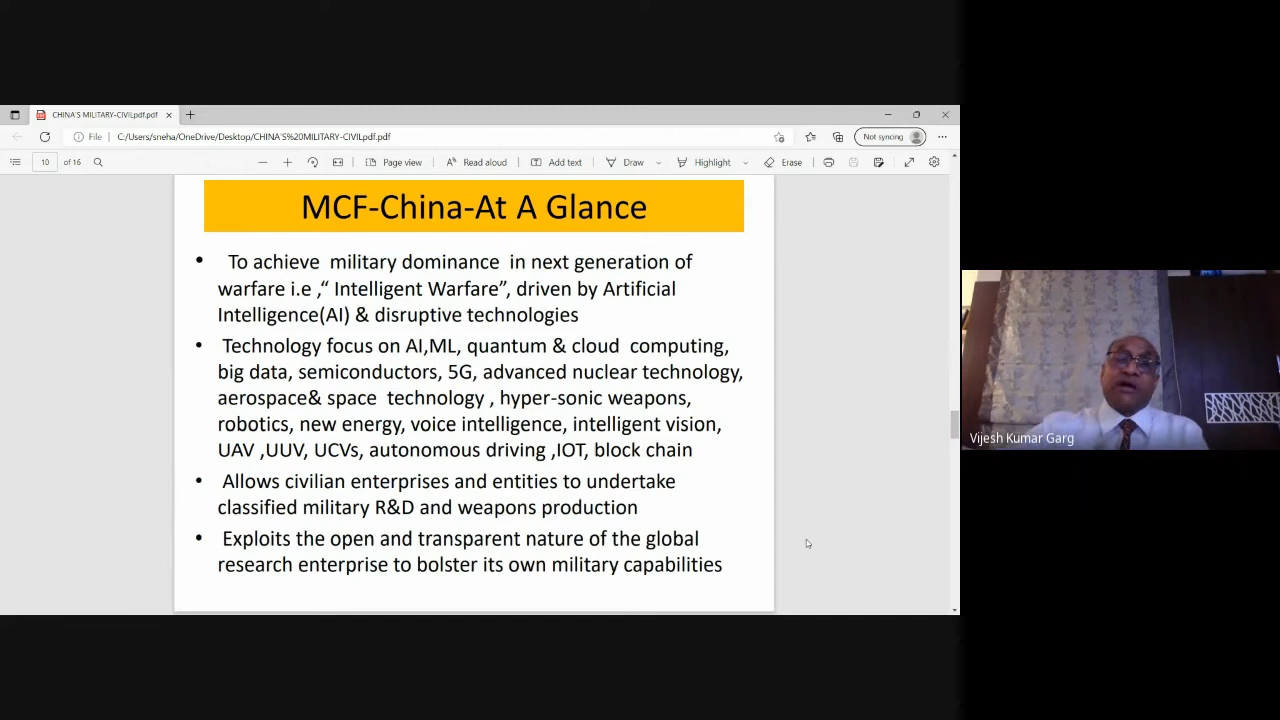 CHINA'S MILITARY-CIVILpdf.pdf
File C:/Users/sneha/OneDrive/Desktop/CHINA'S%20MILITARY-CIVILpdf.pdf Not syncing
10 of 16 Page view Read aloud Add text Draw Highlight Erase
MCF-China-At A Glance
• To achieve military dominance in next generation of
warfare i.e ,“ Intelligent Warfare”, driven by Artificial
Intelligence(AI) & disruptive technologies
• Technology focus on AI,ML, quantum & cloud computing,
big data, semiconductors, 5G, advanced nuclear technology,
aerospace& space technology , hyper-sonic weapons,
robotics, new energy, voice intelligence, intelligent vision,
UAV ,UUV, UCVs, autonomous driving ,IOT, block chain
• Allows civilian enterprises and entities to undertake
classified military R&D and weapons production
• Exploits the open and transparent nature of the global
research enterprise to bolster its own military capabilities
Vijesh Kumar Garg